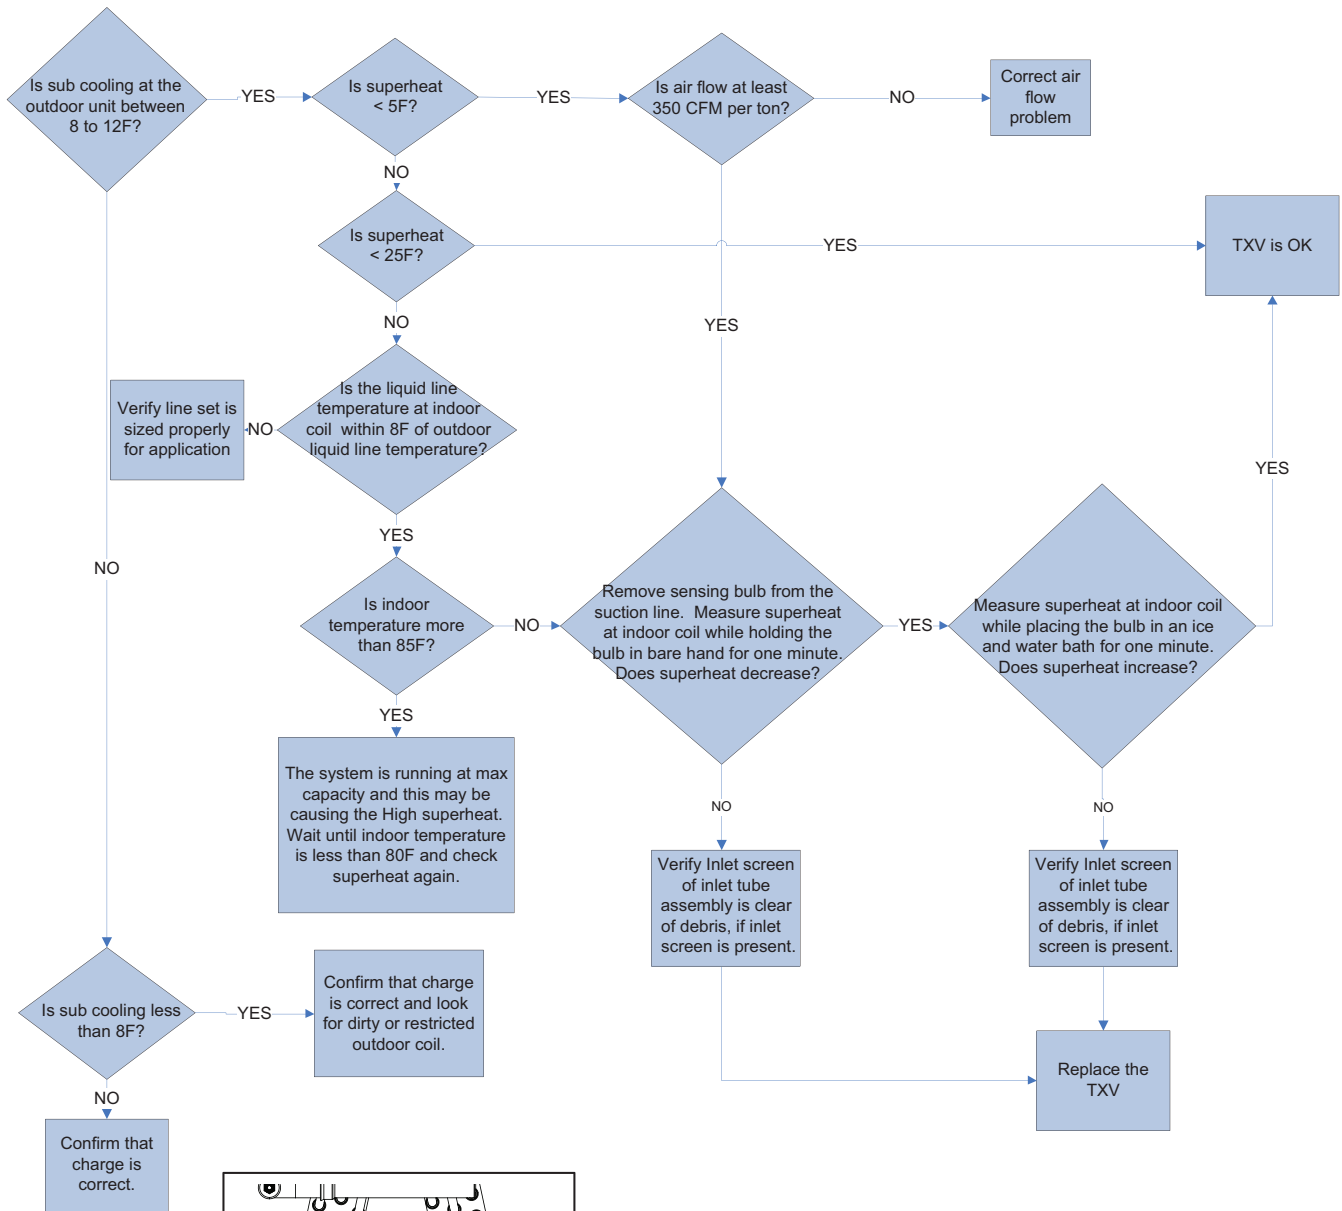 Is sub cooling at the
outdoor unit between
8 to 12F?
YES
Is superheat
< 5F?
YES
Is air flow at least
350 CFM per ton?
NO
Correct air
flow
problem
NO
Is superheat
< 25F?
YES
TXV is OK
NO
YES
Is the liquid line
temperature at indoor
coil within 8F of outdoor
liquid line temperature?
NO
Verify line set is
sized properly
for application
YES
YES
NO
Is indoor
temperature more
than 85F?
NO
Remove sensing bulb from the
suction line. Measure superheat
at indoor coil while holding the
bulb in bare hand for one minute.
Does superheat decrease?
YES
Measure superheat at indoor coil
while placing the bulb in an ice
and water bath for one minute.
Does superheat increase?
YES
The system is running at max
capacity and this may be
causing the High superheat.
Wait until indoor temperature
is less than 80F and check
superheat again.
NO
NO
Verify Inlet screen
of inlet tube
assembly is clear
of debris, if inlet
screen is present.
Verify Inlet screen
of inlet tube
assembly is clear
of debris, if inlet
screen is present.
Is sub cooling less
than 8F?
YES
Confirm that charge
is correct and look
for dirty or restricted
outdoor coil.
Replace the
TXV
NO
Confirm that
charge is
correct.